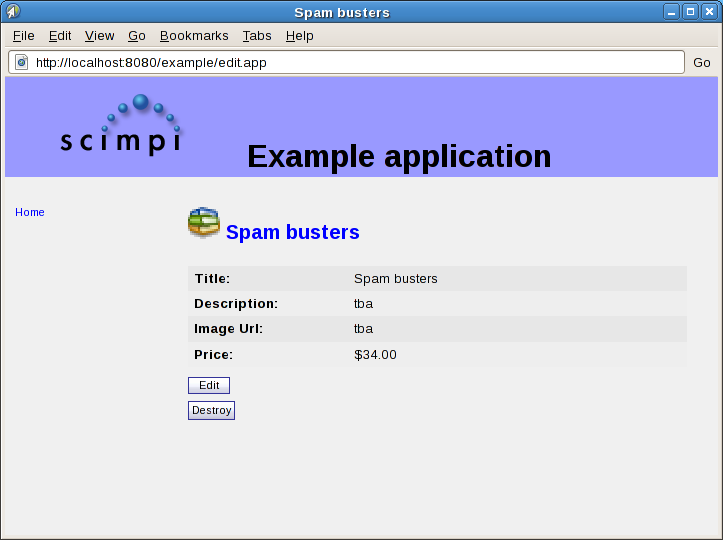 Spam busters
File Edit View Go Bookmarks Tabs Help
http://localhost:8080/example/edit.app Go
scimpi
Example application
Home
Spam busters
Title: Spam busters
Description: tba
Image Url: tba
Price: $34.00
Edit
Destroy